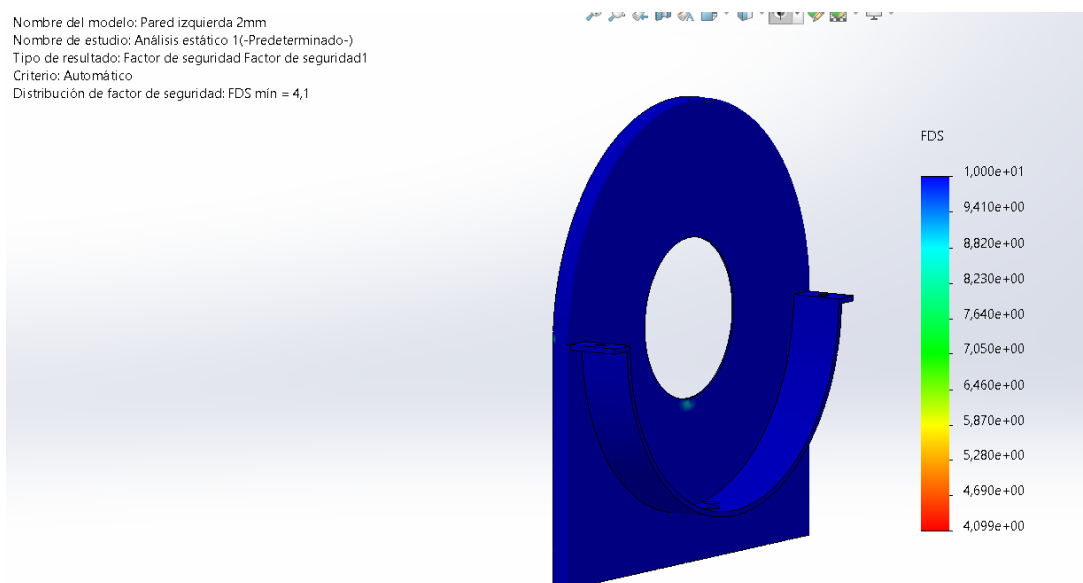 Nombre del modelo: Pared izquierda 2mm
Nombre de estudio: Análisis estático 1(-Predeterminado-)
Tipo de resultado: Factor de seguridad Factor de seguridad1
Criterio: Automático
Distribución de factor de seguridad: FDS mín = 4,1
FDS
1,000e+01
9,410e+00
8,820e+00
8,230e+00
7,640e+00
7,050e+00
6,460e+00
5,870e+00
5,280e+00
4,690e+00
4,099e+00